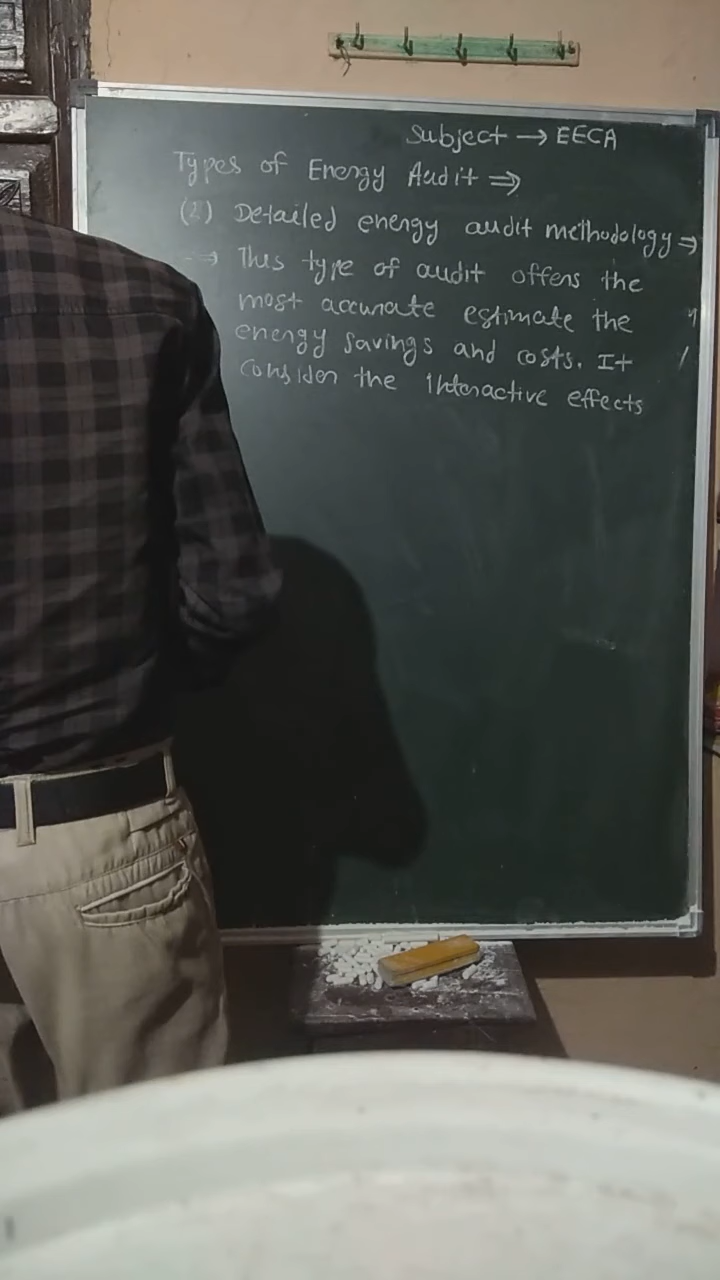 Subject → EECA
Types of Energy Audit ⇒
(2) Detailed energy audit methodology ⇒
⇒ This type of audit offers the
most accurate estimate the
energy savings and costs. It
consider the interactive effects